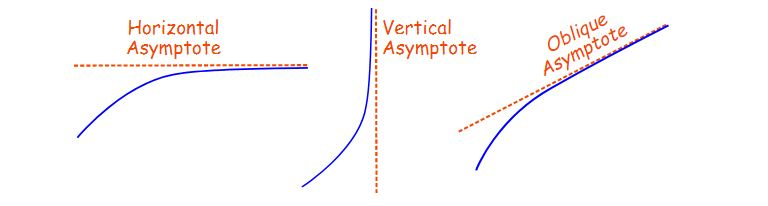 Horizontal
Asymptote
Vertical
Asymptote
Oblique
Asymptote